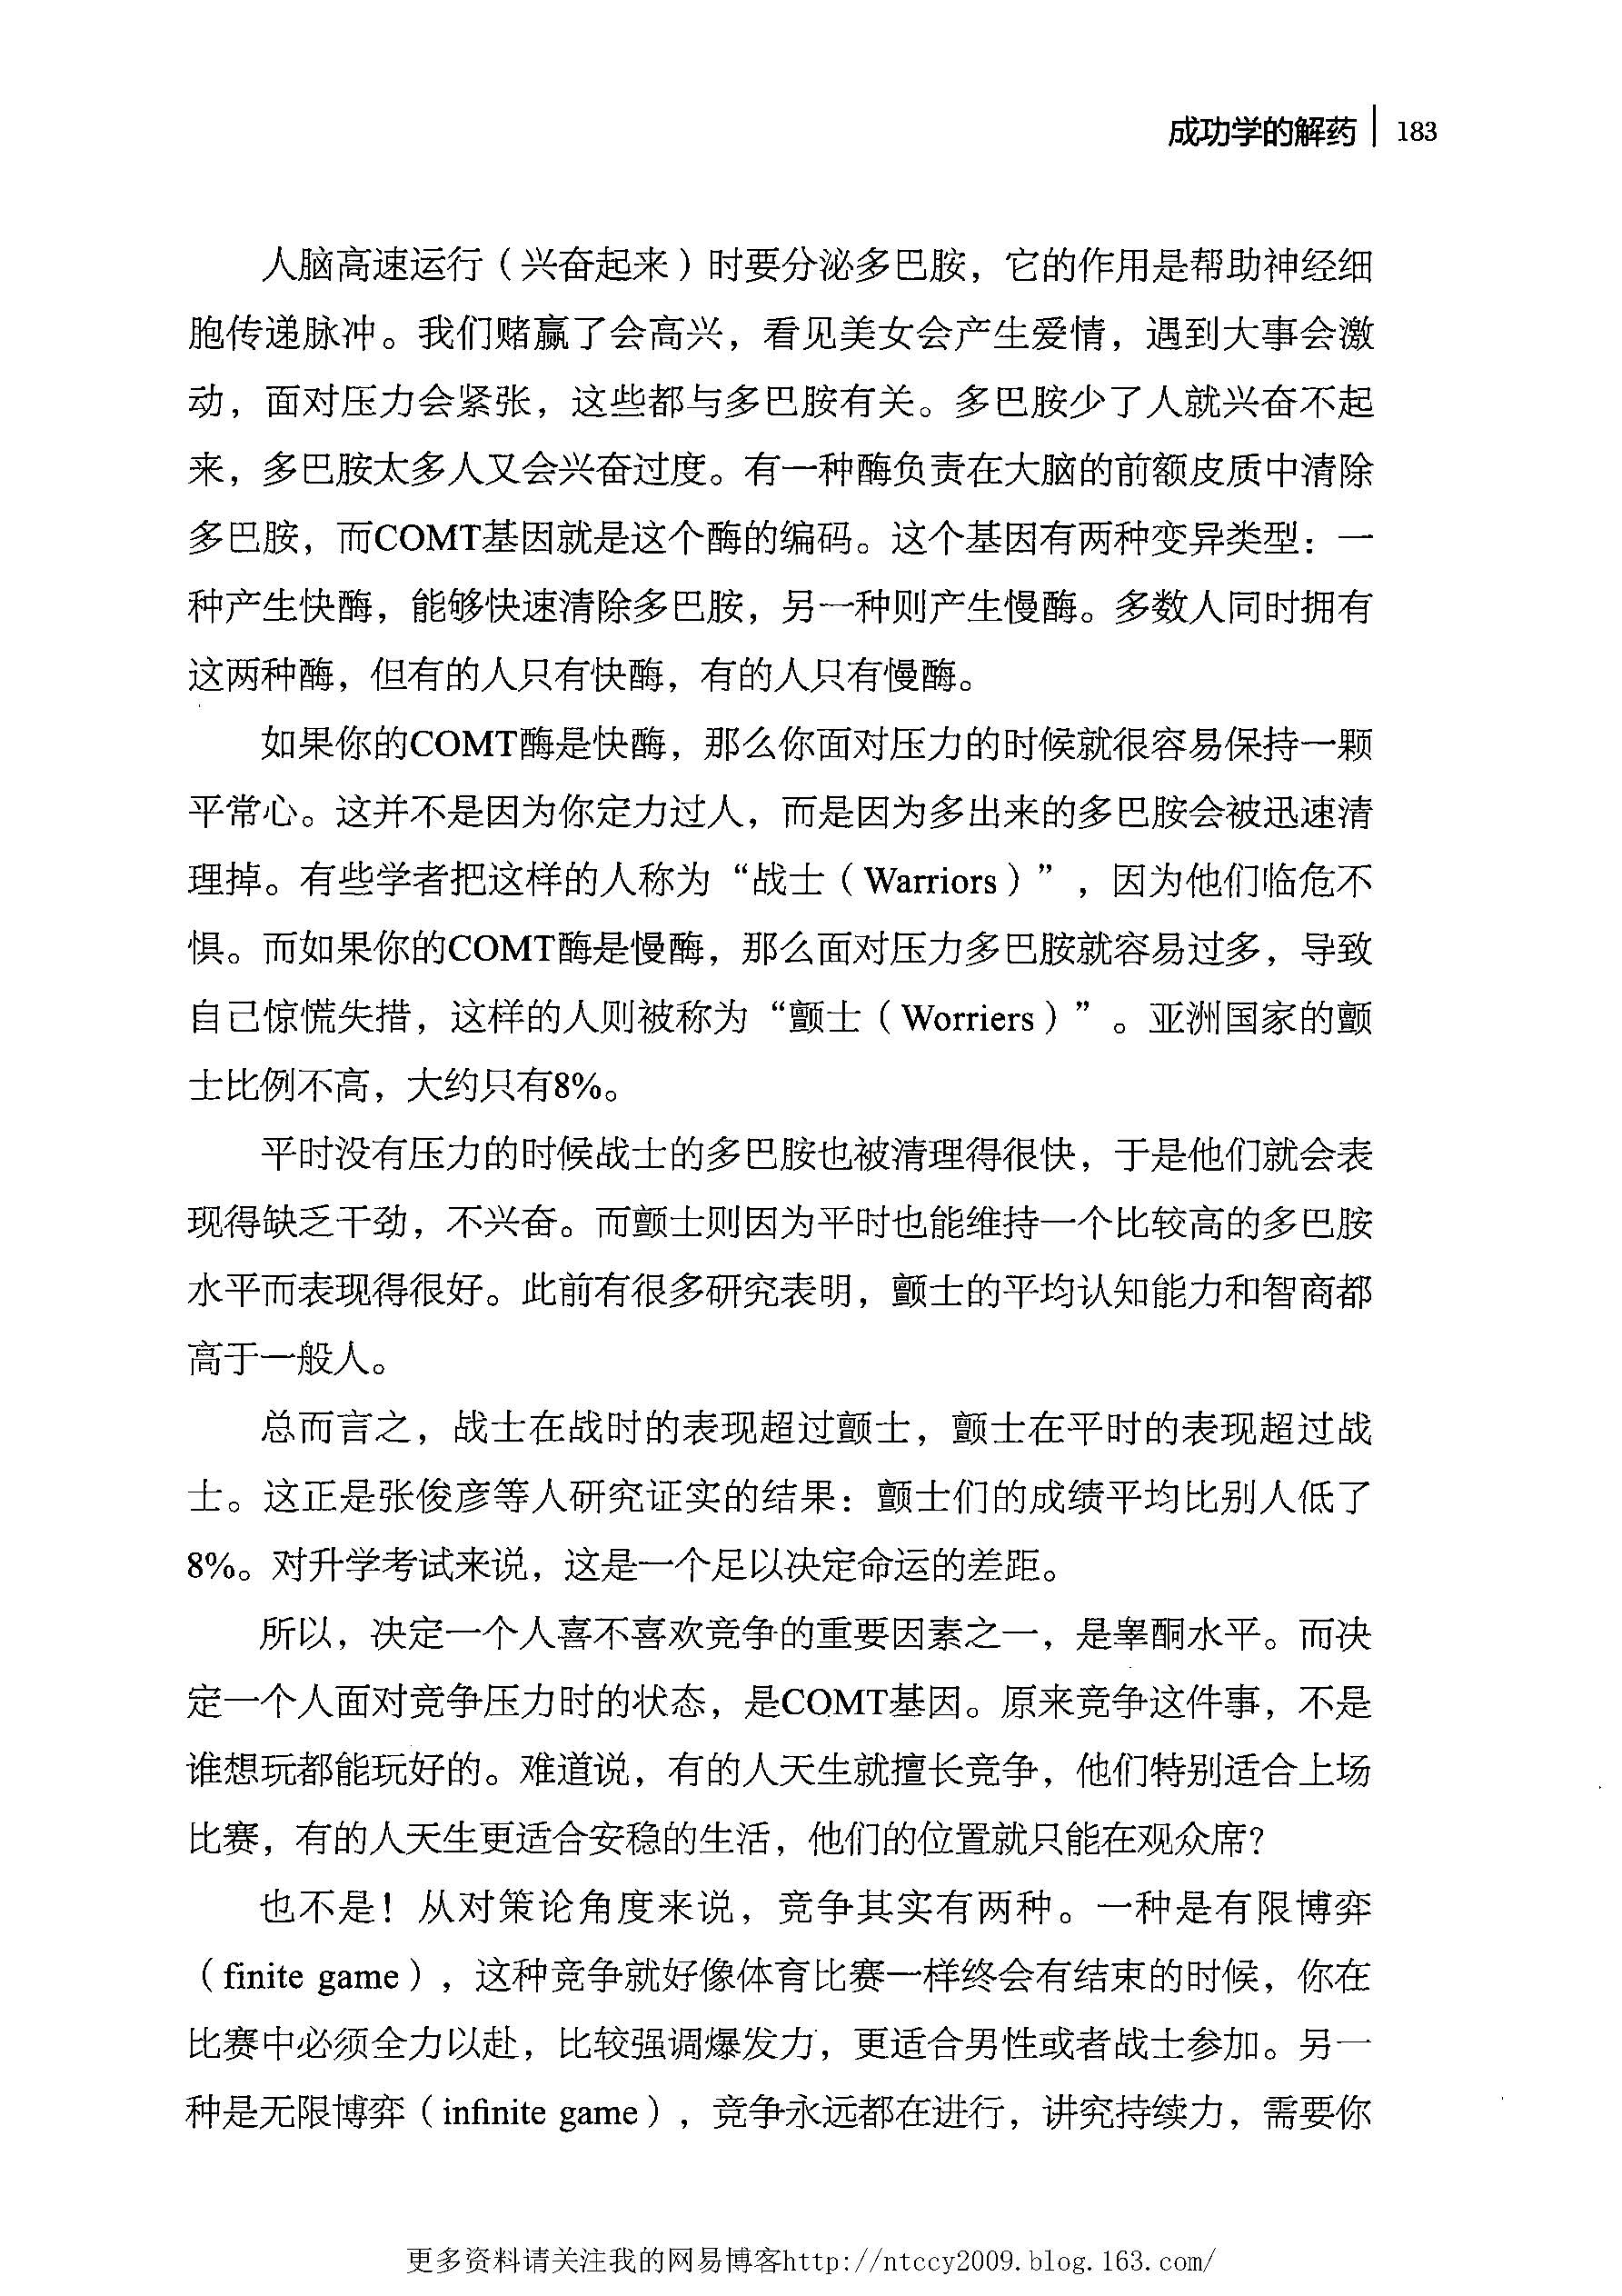 成功学的解药 183
人脑高速运行（兴奋起来）时要分泌多巴胺，它的作用是帮助神经细
胞传递脉冲。我们赌赢了会高兴，看见美女会产生爱情，遇到大事会激
动，面对压力会紧张，这些都与多巴胺有关。多巴胺少了人就兴奋不起
来，多巴胺太多人又会兴奋过度。有一种酶负责在大脑的前额皮质中清除
多巴胺，而COMT基因就是这个酶的编码。这个基因有两种变异类型：一
种产生快酶，能够快速清除多巴胺，另一种则产生慢酶。多数人同时拥有
这两种酶，但有的人只有快酶，有的人只有慢酶。
如果你的COMT酶是快酶，那么你面对压力的时候就很容易保持一颗
平常心。这并不是因为你定力过人，而是因为多出来的多巴胺会被迅速清
理掉。有些学者把这样的人称为“战士（Warriors）”，因为他们临危不
惧。而如果你的COMT酶是慢酶，那么面对压力多巴胺就容易过多，导致
自己惊慌失措，这样的人则被称为“颤士（Worriers）”。亚洲国家的颤
士比例不高，大约只有8%。
平时没有压力的时候战士的多巴胺也被清理得很快，于是他们就会表
现得缺乏干劲，不兴奋。而颤士则因为平时也能维持一个比较高的多巴胺
水平而表现得很好。此前有很多研究表明，颤士的平均认知能力和智商都
高于一般人。
总而言之，战士在战时的表现超过颤士，颤士在平时的表现超过战
士。这正是张俊彦等人研究证实的结果：颤士们的成绩平均比别人低了
8%。对升学考试来说，这是一个足以决定命运的差距。
所以，决定一个人喜不喜欢竞争的重要因素之一，是睾酮水平。而决
定一个人面对竞争压力时的状态，是COMT基因。原来竞争这件事，不是
谁想玩都能玩好的。难道说，有的人天生就擅长竞争，他们特别适合上场
比赛，有的人天生更适合安稳的生活，他们的位置就只能在观众席？
也不是！从对策论角度来说，竞争其实有两种。一种是有限博弈
（finite game），这种竞争就好像体育比赛一样终会有结束的时候，你在
比赛中必须全力以赴，比较强调爆发力，更适合男性或者战士参加。另一
种是无限博弈（infinite game），竞争永远都在进行，讲究持续力，需要你
更多资料请关注我的网易博客http://ntccy2009.blog.163.com/